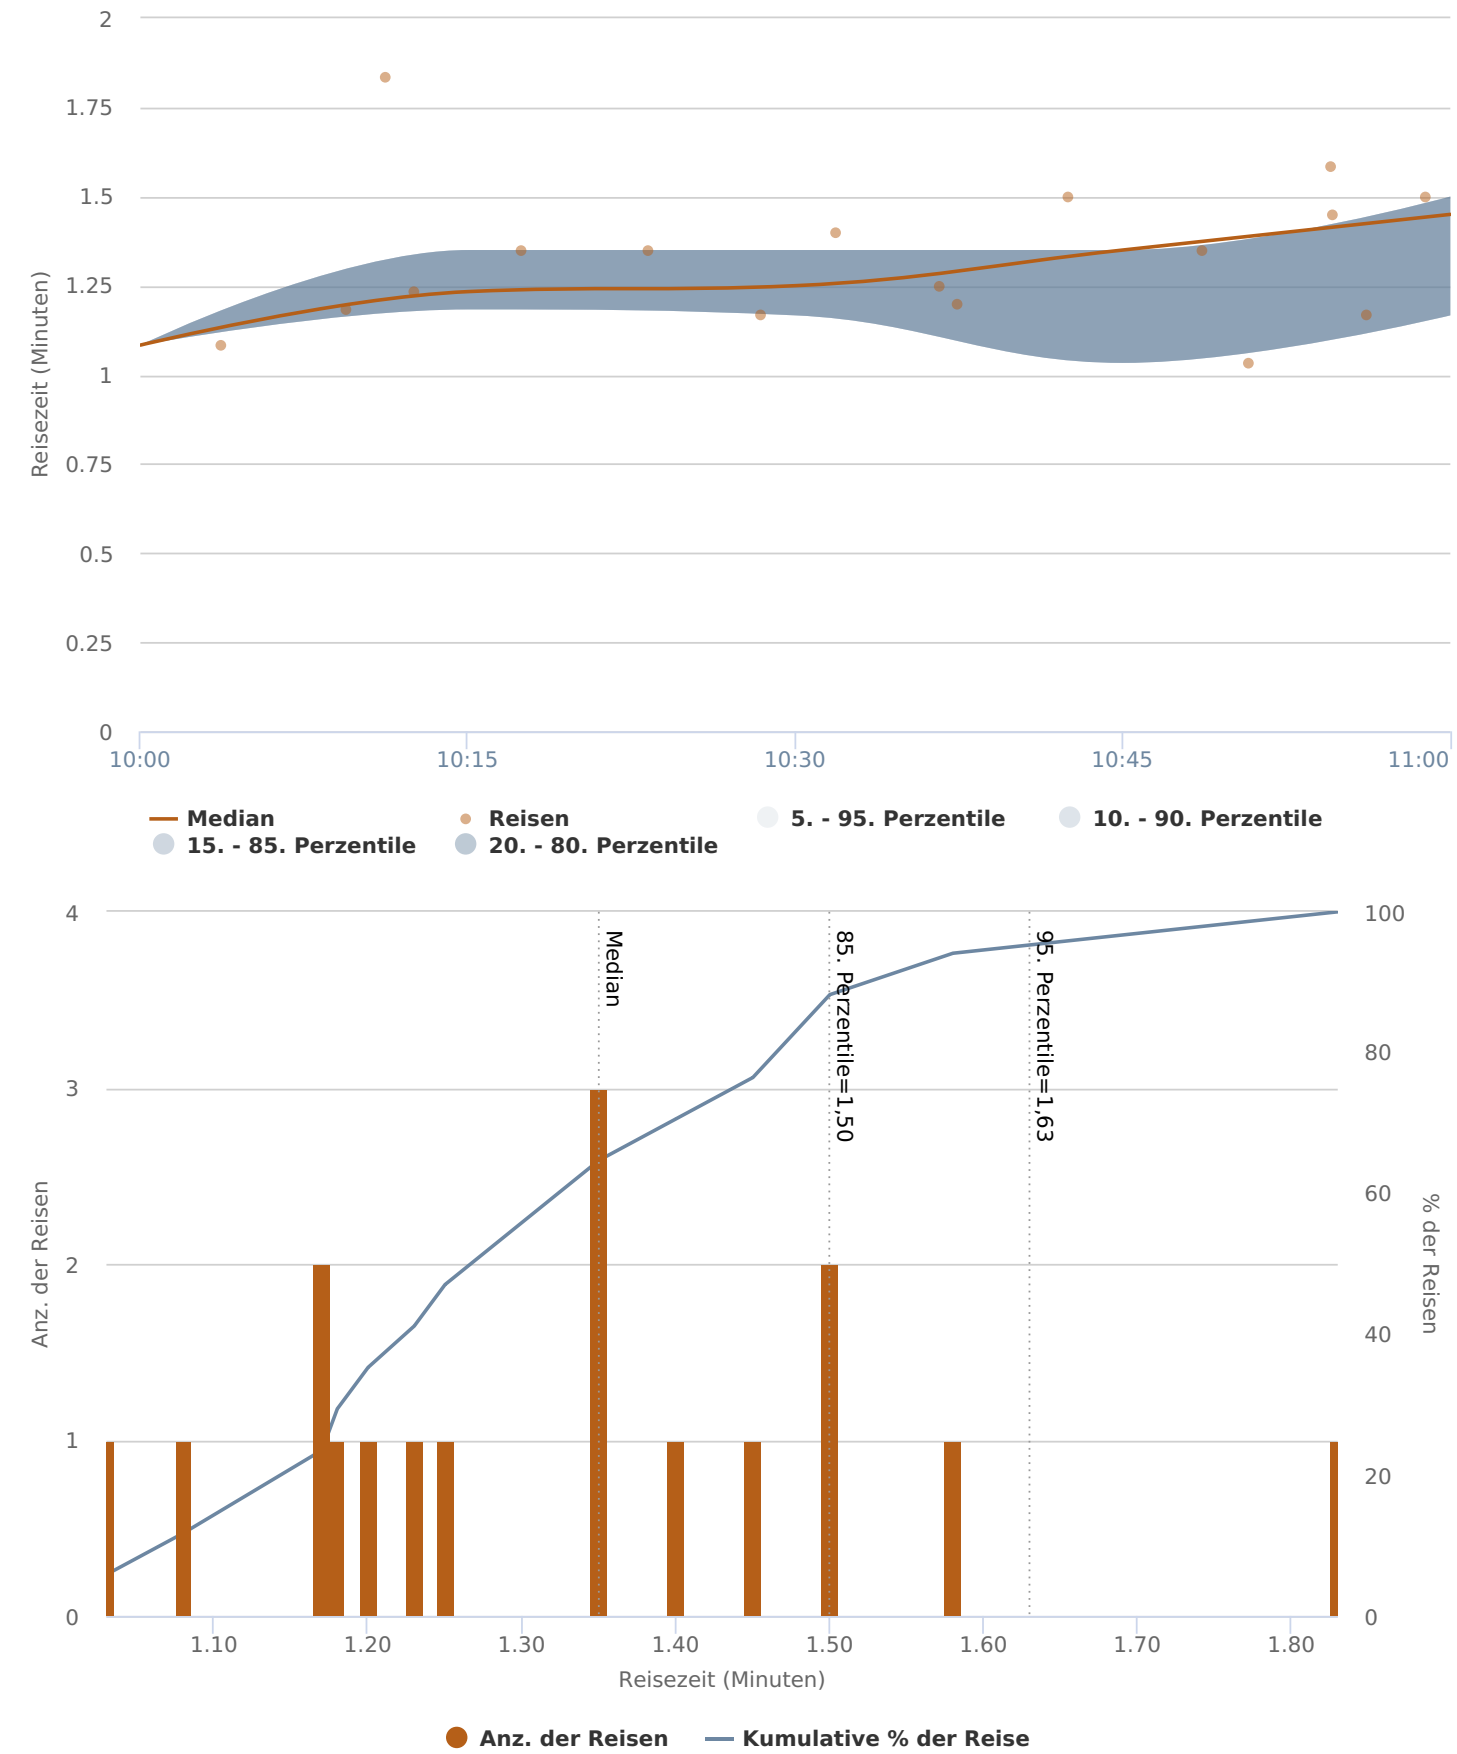 2
1.75
1.5
1.25
1
0.75
0.5
0.25
0
Reisezeit (Minuten)
10:00 10:15 10:30 10:45 11:00
Median Reisen 5. - 95. Perzentile 10. - 90. Perzentile
15. - 85. Perzentile 20. - 80. Perzentile
4
3
2
1
0
Anz. der Reisen
Median
85. Perzentile=1,50
95. Perzentile=1,63
100
80
60
40
20
0
% der Reisen
1.10 1.20 1.30 1.40 1.50 1.60 1.70 1.80
Reisezeit (Minuten)
Anz. der Reisen Kumulative % der Reise